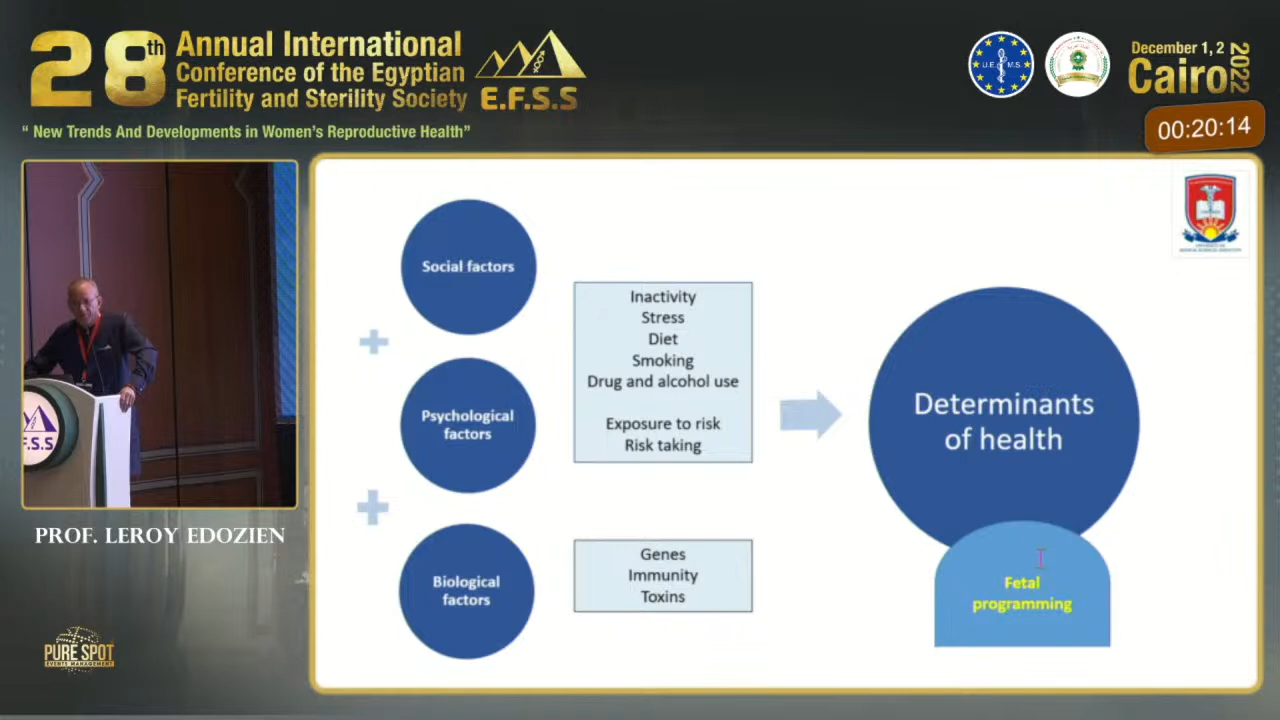 28th
Annual International
Conference of the Egyptian
Fertility and Sterility Society
E.F.S.S
U.E.M.S.
December 1, 2
2022
Cairo
“ New Trends And Developments in Women's Reproductive Health”
00:20:14
Social factors
Inactivity
Stress
Diet
Smoking
Drug and alcohol use
Exposure to risk
Risk taking
Psychological
factors
Determinants
of health
Biological
factors
Genes
Immunity
Toxins
Fetal
programming
F.S.S
PROF. LEROY EDOZIEN
PURE SPOT
EVENTS MANAGEMENT